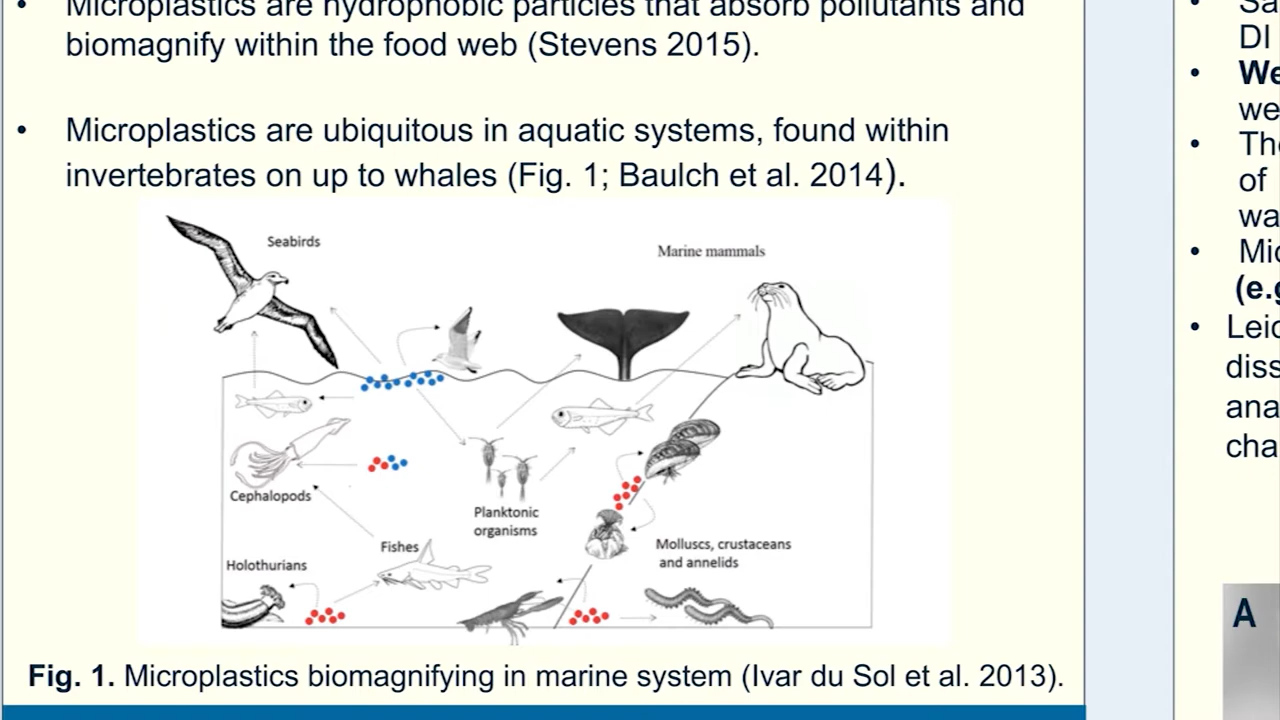 • Microplastics are hydrophobic particles that absorb pollutants and
biomagnify within the food web (Stevens 2015).
• Microplastics are ubiquitous in aquatic systems, found within
invertebrates on up to whales (Fig. 1; Baulch et al. 2014).
Seabirds
Marine mammals
Cephalopods
Planktonic
organisms
Fishes
Molluscs, crustaceans
and annelids
Holothurians
Fig. 1. Microplastics biomagnifying in marine system (Ivar du Sol et al. 2013).
•
DI
• We
we
•
of
wa
•
(e.g
•
A